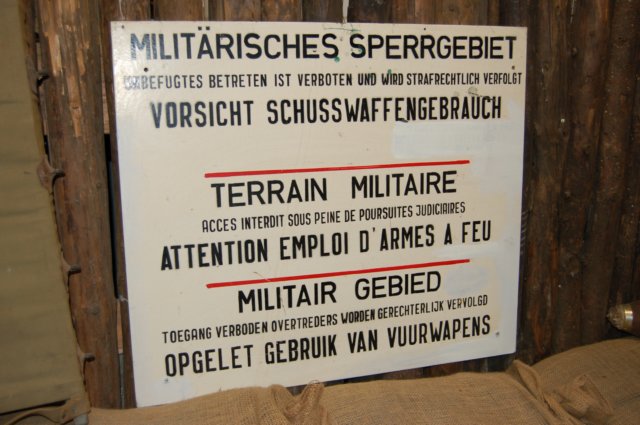 MILITÄRISCHES SPERRGEBIET
UNBEFUGTES BETRETEN IST VERBOTEN UND WIRD STRAFRECHTLICH VERFOLGT
VORSICHT SCHUSSWAFFENGEBRAUCH
TERRAIN MILITAIRE
ACCES INTERDIT SOUS PEINE DE POURSUITES JUDICIAIRES
ATTENTION EMPLOI D'ARMES A FEU
MILITAIR GEBIED
TOEGANG VERBODEN OVERTREDERS WORDEN GERECHTERLIJK VERVOLGD
OPGELET GEBRUIK VAN VUURWAPENS